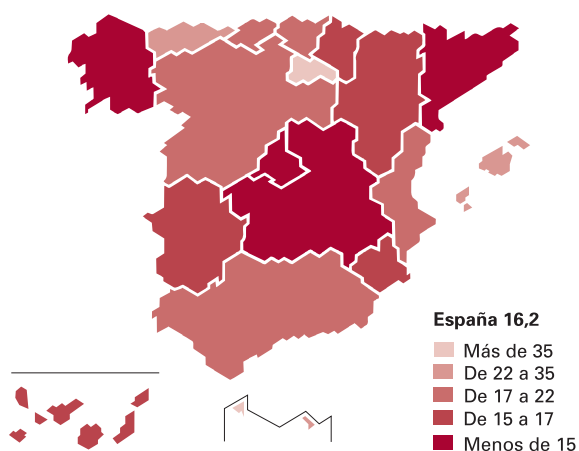 España 16,2
Más de 35
De 22 a 35
De 17 a 22
De 15 a 17
Menos de 15